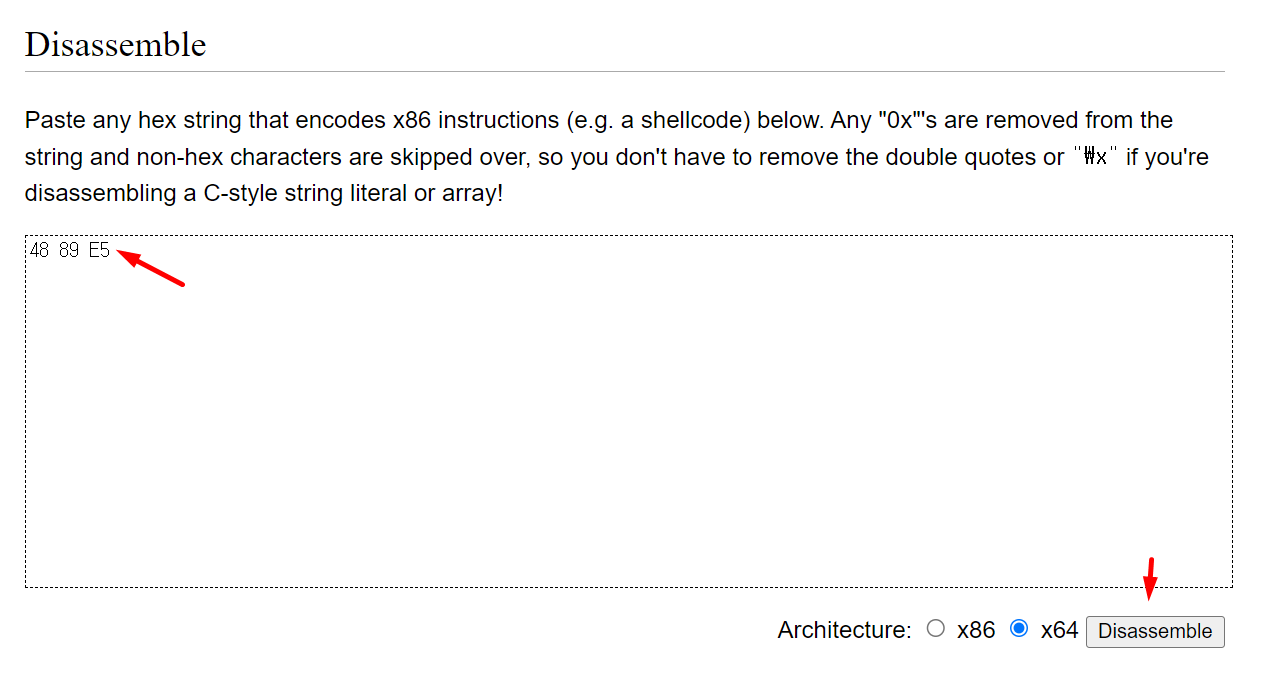 Disassemble
Paste any hex string that encodes x86 instructions (e.g. a shellcode) below. Any "0x"'s are removed from the
string and non-hex characters are skipped over, so you don't have to remove the double quotes or "₩x" if you're
disassembling a C-style string literal or array!
48 89 E5
Architecture: x86 x64 Disassemble